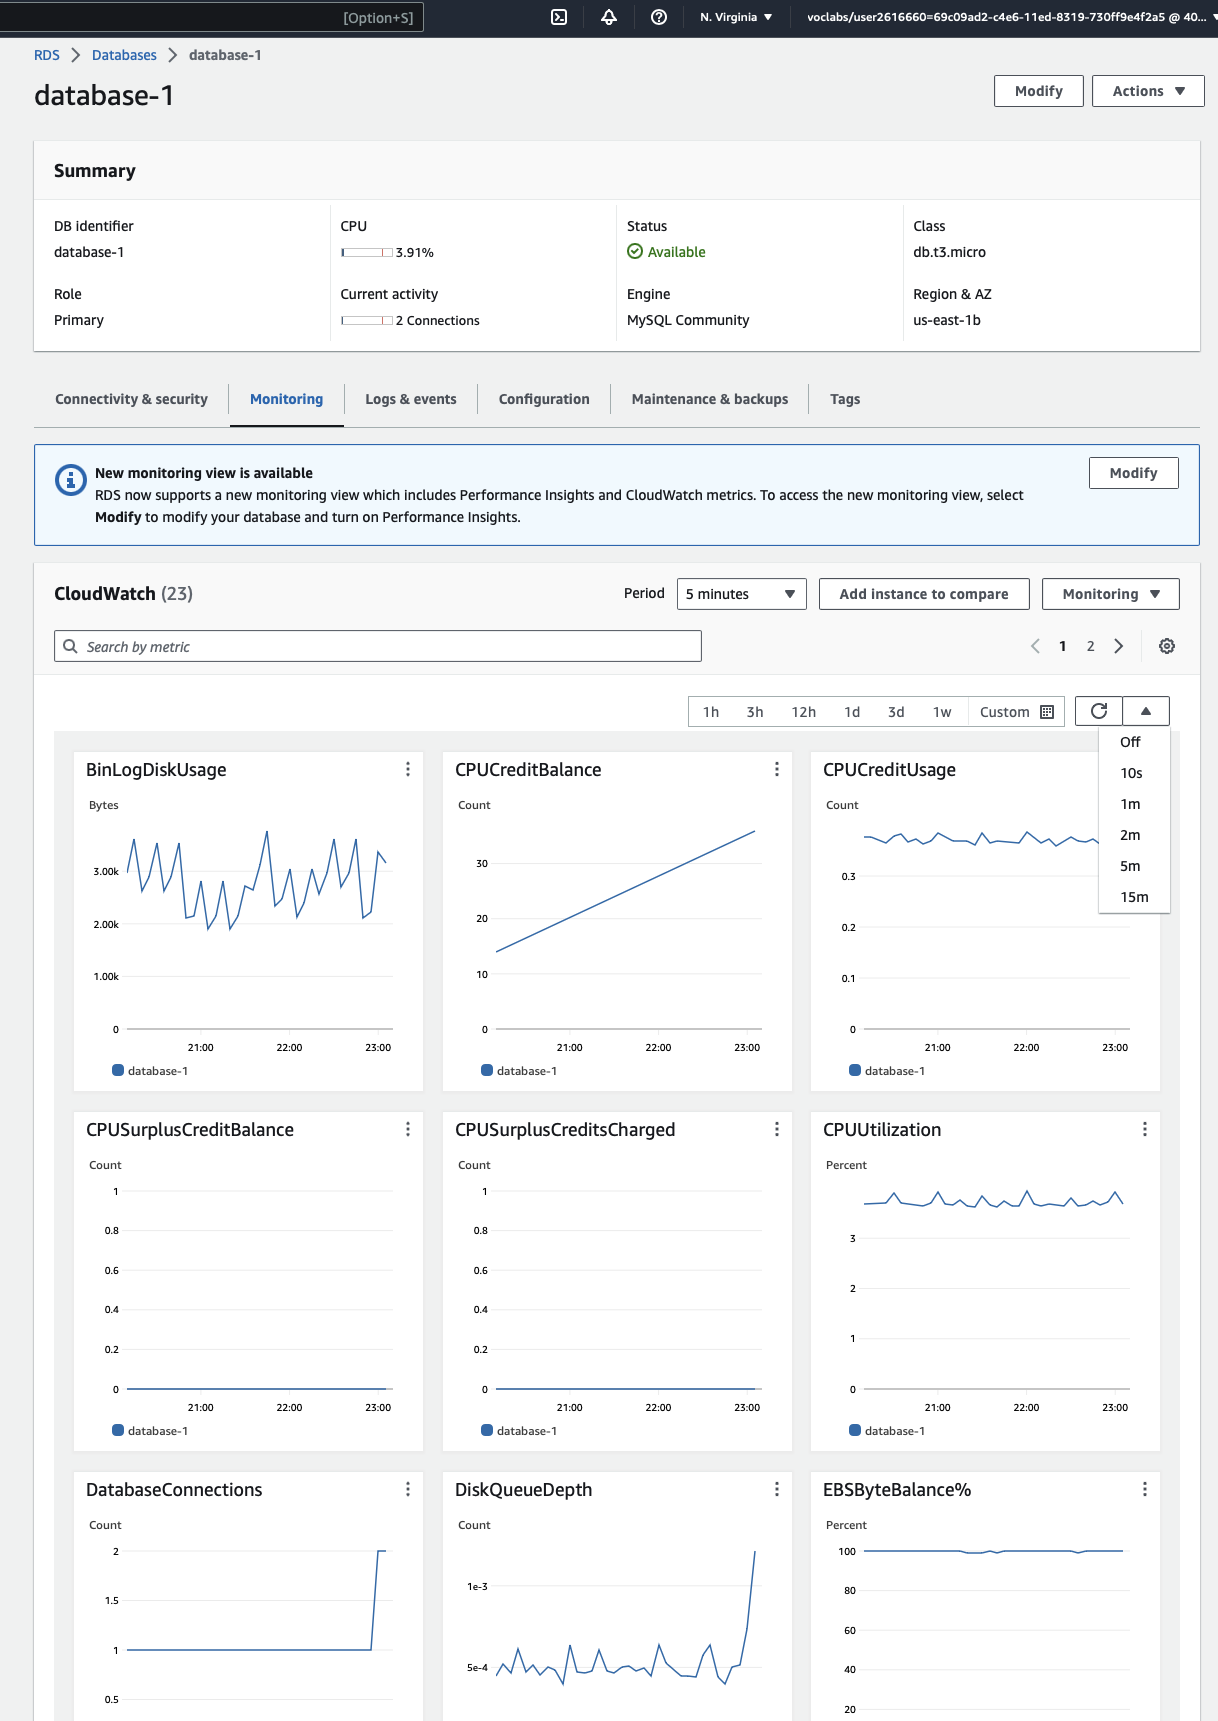 [Option+S]
N. Virginia
voclabs/user2616660=69c09ad2-c4e6-11ed-8319-730ff9e4f2a5 @ 40...
RDS
Databases
database-1
database-1
Modify
Actions
Summary
DB identifier
CPU
Status
Class
database-1
3.91%
Available
db.t3.micro
Role
Current activity
Engine
Region & AZ
Primary
2 Connections
MySQL Community
us-east-1b
Connectivity & security
Monitoring
Logs & events
Configuration
Maintenance & backups
Tags
New monitoring view is available
RDS now supports a new monitoring view which includes Performance Insights and CloudWatch metrics. To access the new monitoring view, select
Modify to modify your database and turn on Performance Insights.
Modify
CloudWatch (23)
Period
5 minutes
Add instance to compare
Monitoring
Search by metric
1
2
1h
3h
12h
1d
3d
1w
Custom
Off
10s
1m
2m
5m
15m
BinLogDiskUsage
Bytes
3.00k
2.00k
1.00k
0
21:00
22:00
23:00
database-1
CPUCreditBalance
Count
30
20
10
0
21:00
22:00
23:00
database-1
CPUCreditUsage
Count
0.3
0.2
0.1
0
21:00
22:00
23:00
database-1
CPUSurplusCreditBalance
Count
1
0.8
0.6
0.4
0.2
0
21:00
22:00
23:00
database-1
CPUSurplusCreditsCharged
Count
1
0.8
0.6
0.4
0.2
0
21:00
22:00
23:00
database-1
CPUUtilization
Percent
3
2
1
0
21:00
22:00
23:00
database-1
DatabaseConnections
Count
2
1.5
1
0.5
DiskQueueDepth
Count
1e-3
5e-4
EBSByteBalance%
Percent
100
80
60
40
20